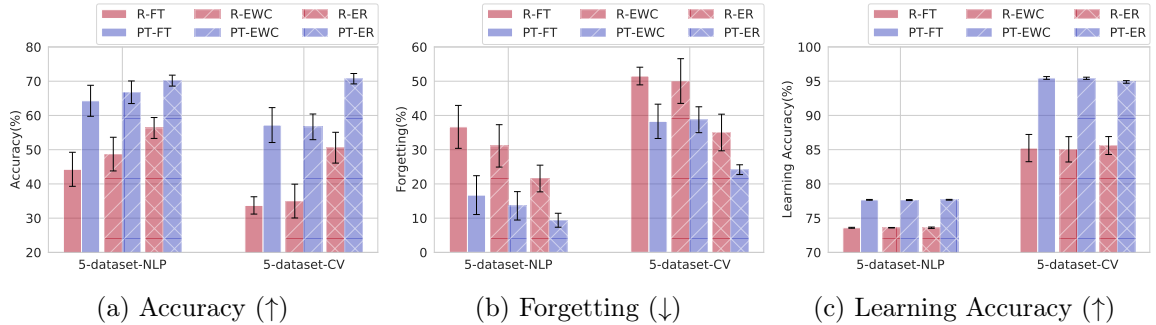 R-FT R-EWC R-ER
PT-FT PT-EWC PT-ER
Accuracy(%)
80
70
60
50
40
30
20
5-dataset-NLP 5-dataset-CV
(a) Accuracy (↑)
R-FT R-EWC R-ER
PT-FT PT-EWC PT-ER
Forgetting(%)
60
50
40
30
20
10
0
5-dataset-NLP 5-dataset-CV
(b) Forgetting (↓)
R-FT R-EWC R-ER
PT-FT PT-EWC PT-ER
Learning Accuracy(%)
100
95
90
85
80
75
70
5-dataset-NLP 5-dataset-CV
(c) Learning Accuracy (↑)